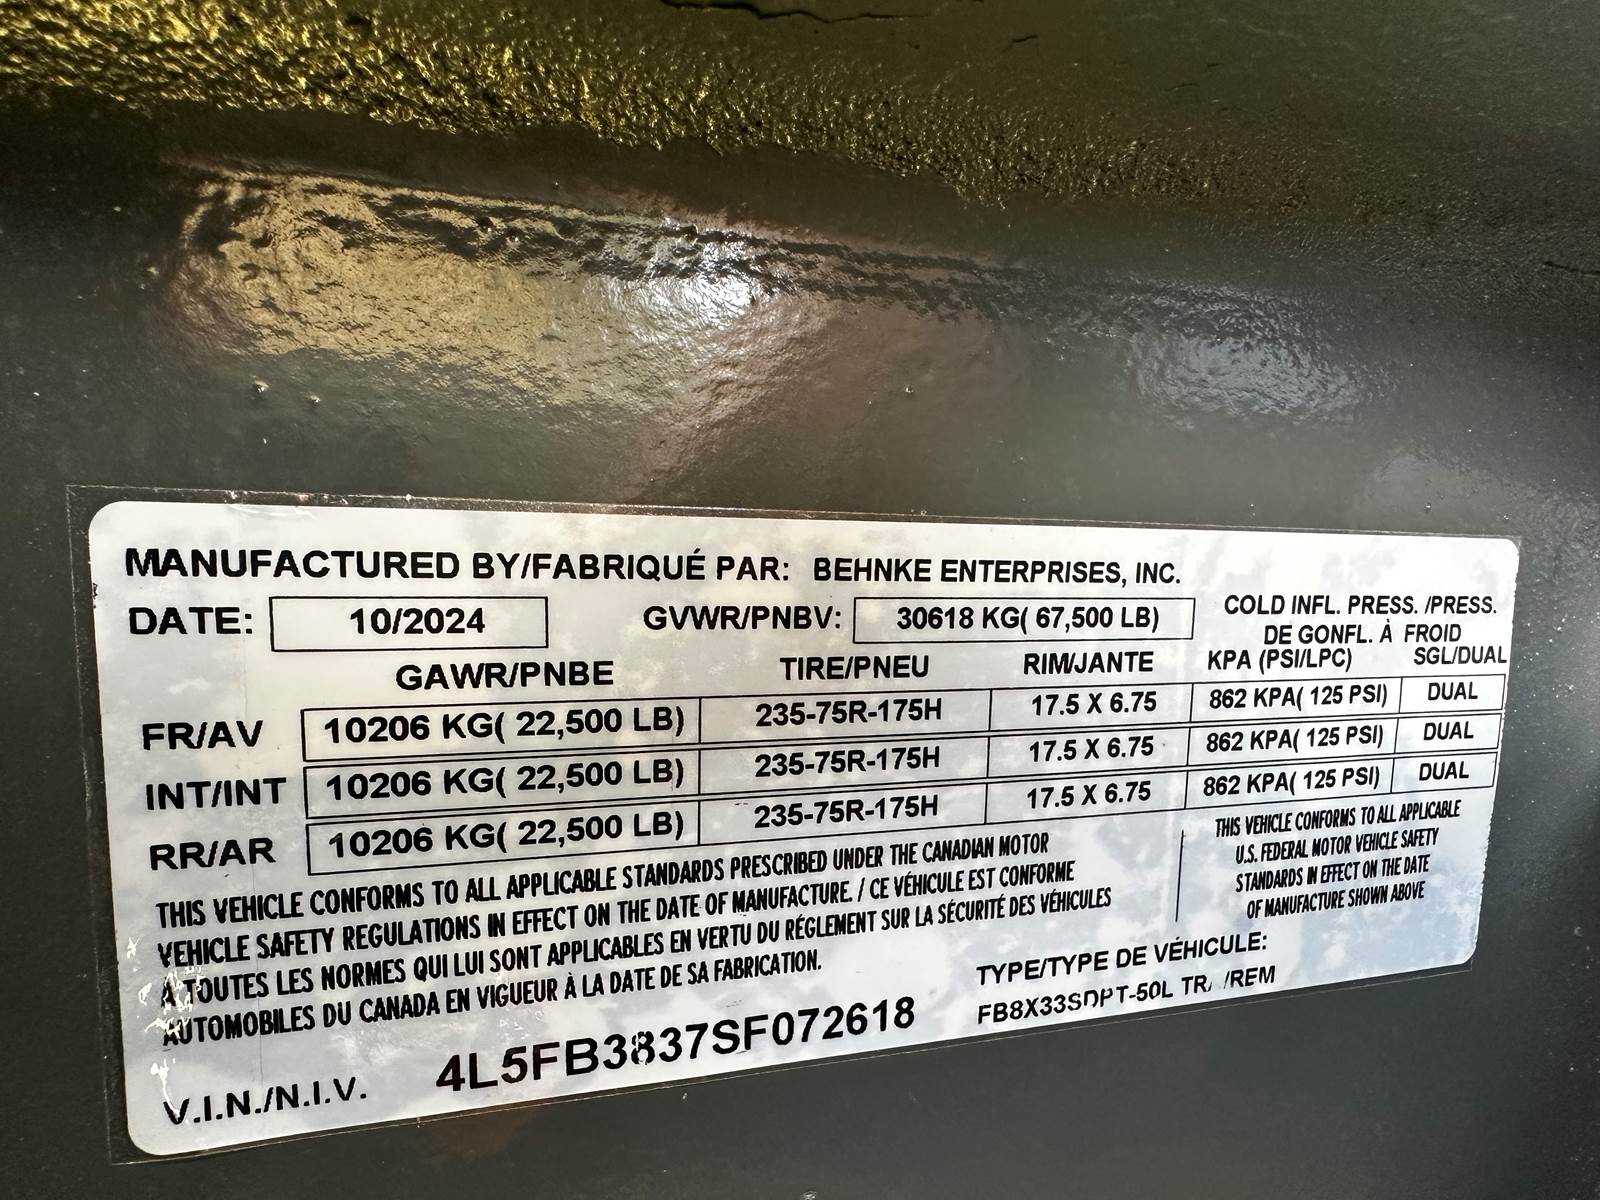 MANUFACTURED BY/FABRIQUÉ PAR: BEHNKE ENTERPRISES, INC.
DATE: 10/2024 GVWR/PNBV: 30618 KG( 67,500 LB)
COLD INFL. PRESS. /PRESS.
DE GONFL. À FROID
GAWR/PNBE TIRE/PNEU RIM/JANTE KPA (PSI/LPC) SGL/DUAL
FR/AV 10206 KG( 22,500 LB) 235-75R-175H 17.5 X 6.75 862 KPA( 125 PSI) DUAL
INT/INT 10206 KG( 22,500 LB) 235-75R-175H 17.5 X 6.75 862 KPA( 125 PSI) DUAL
RR/AR 10206 KG( 22,500 LB) 235-75R-175H 17.5 X 6.75 862 KPA( 125 PSI) DUAL
THIS VEHICLE CONFORMS TO ALL APPLICABLE STANDARDS PRESCRIBED UNDER THE CANADIAN MOTOR
VEHICLE SAFETY REGULATIONS IN EFFECT ON THE DATE OF MANUFACTURE. / CE VÉHICULE EST CONFORME
À TOUTES LES NORMES QUI LUI SONT APPLICABLES EN VERTU DU RÉGLEMENT SUR LA SÉCURITÉ DES VÉHICULES
AUTOMOBILES DU CANADA EN VIGUEUR À LA DATE DE SA FABRICATION.
THIS VEHICLE CONFORMS TO ALL APPLICABLE
U.S. FEDERAL MOTOR VEHICLE SAFETY
STANDARDS IN EFFECT ON THE DATE
OF MANUFACTURE SHOWN ABOVE
V.I.N./N.I.V. 4L5FB3837SF072618
TYPE/TYPE DE VÉHICULE:
FB8X33SDPT-50L /REM